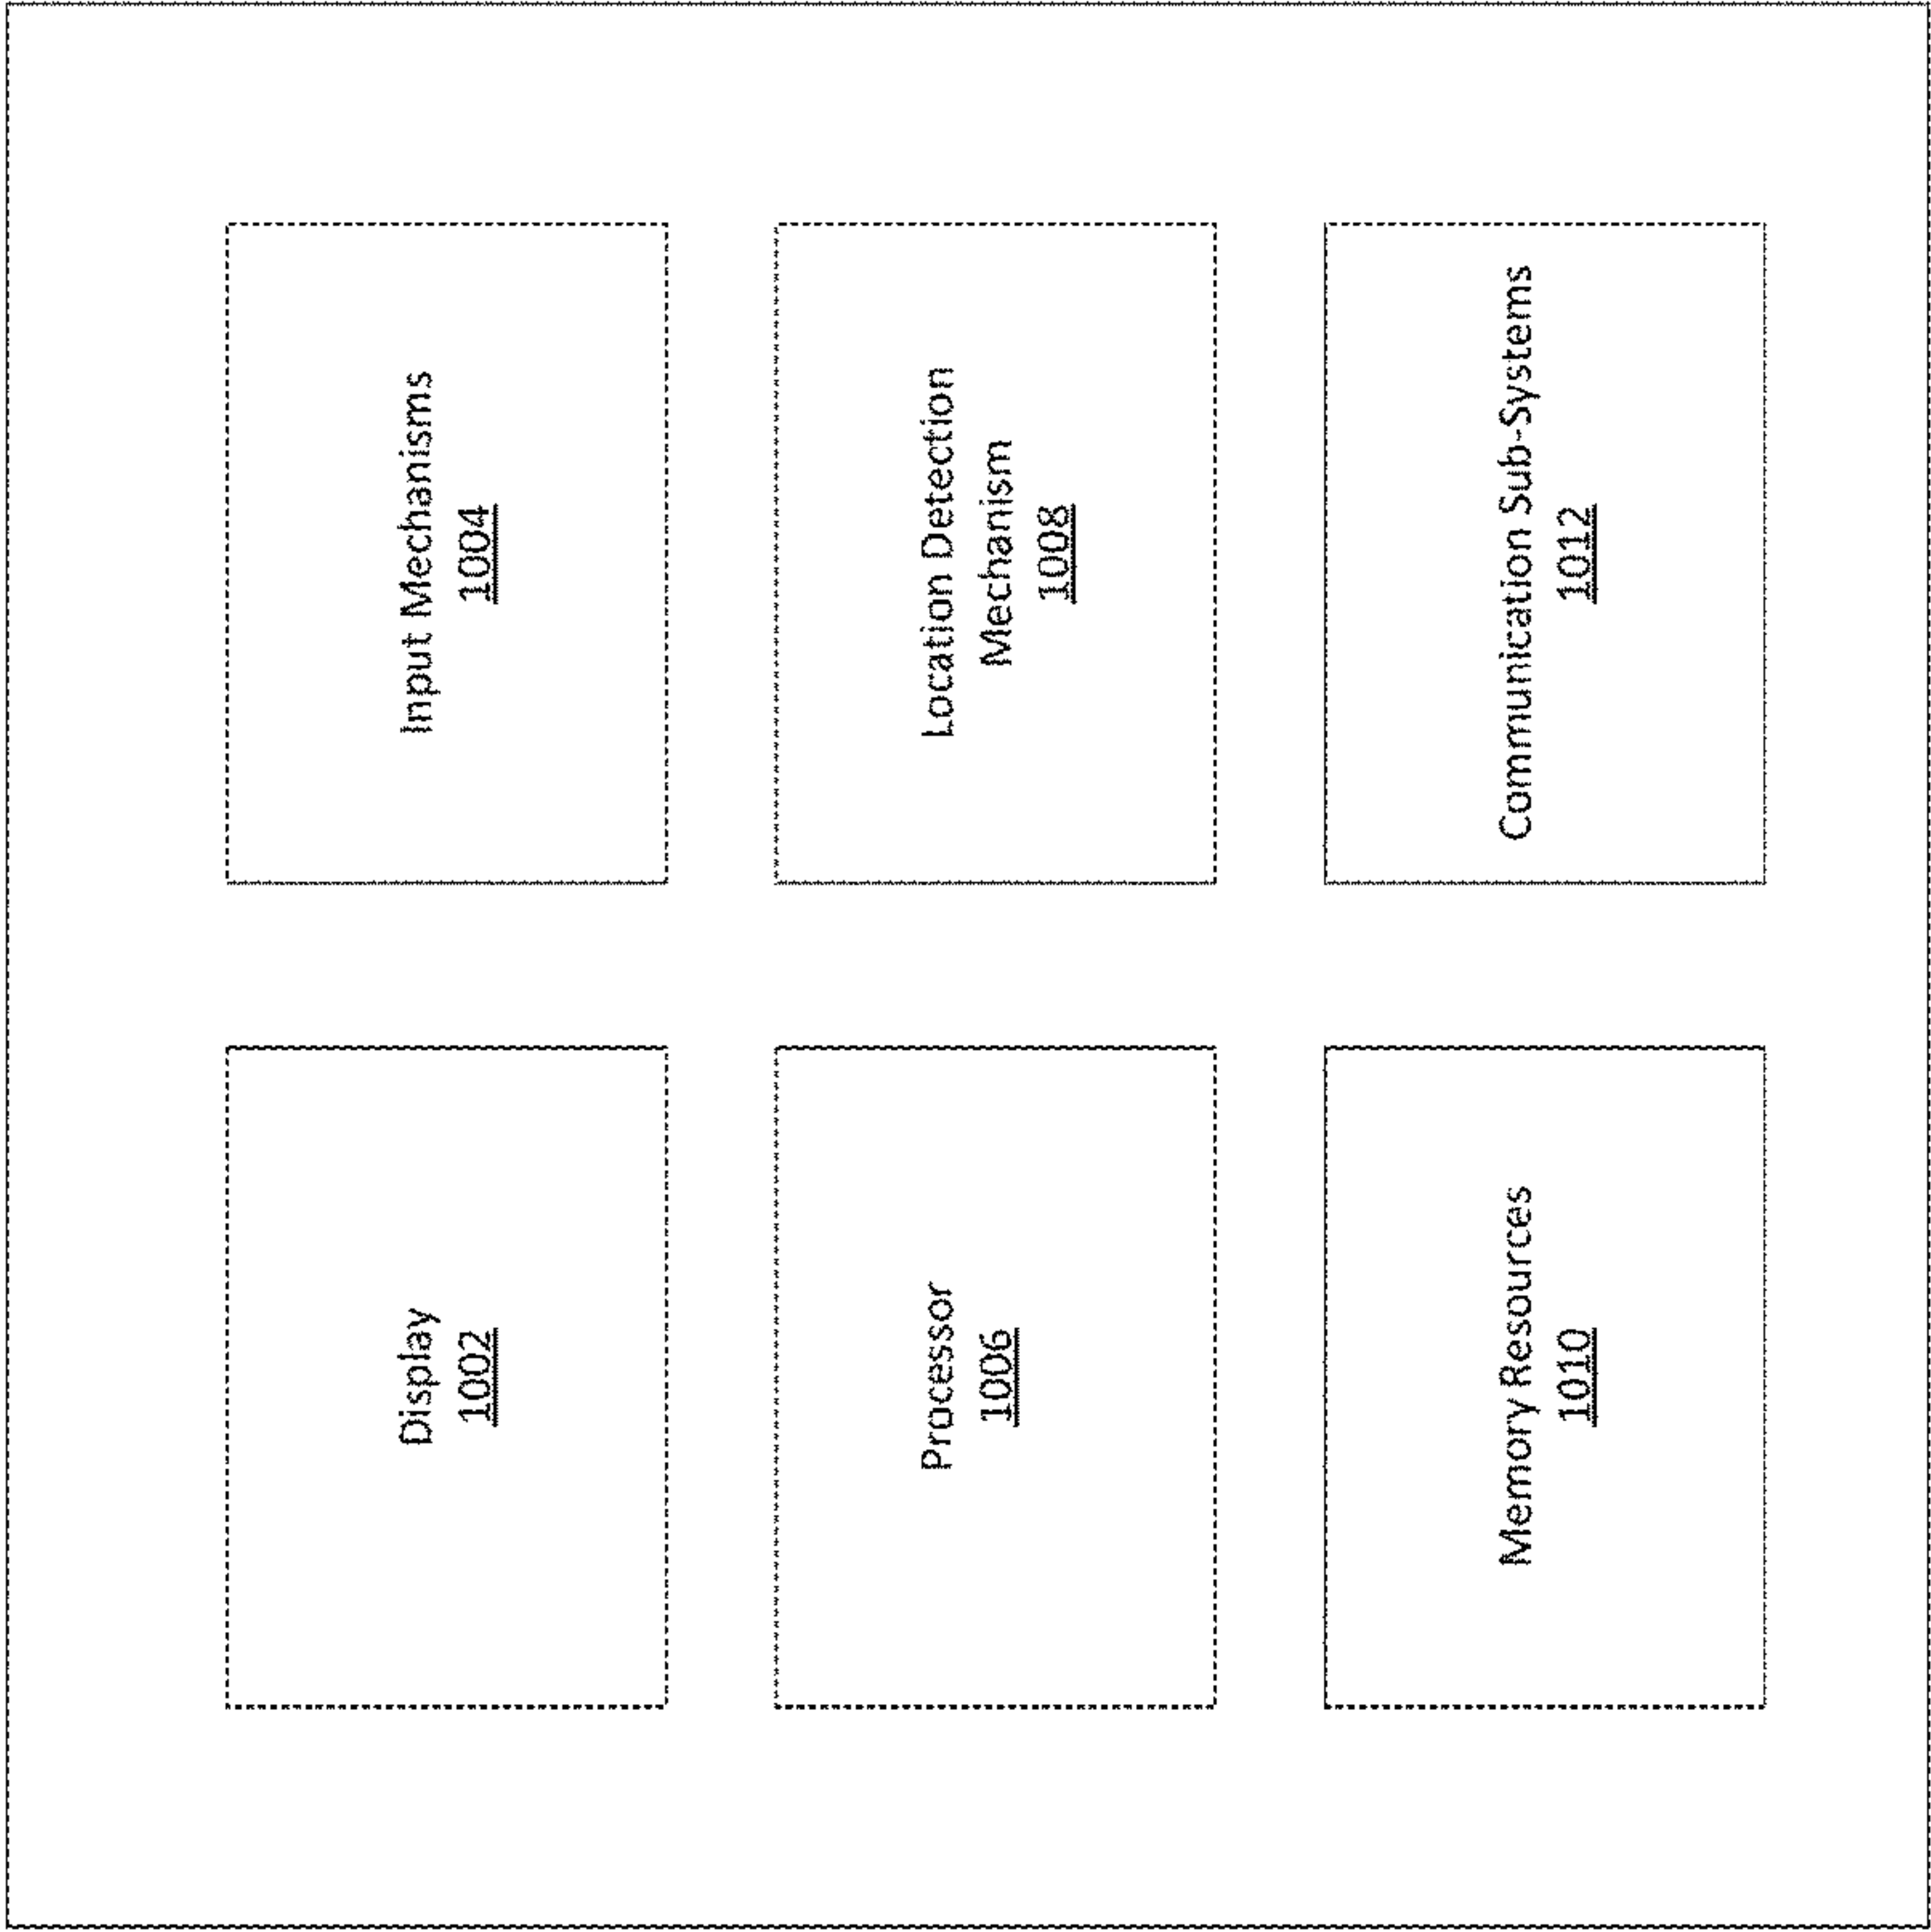 Display
1002
Input Mechanisms
1004
Processor
1006
Location Detection
Mechanism
1008
Memory Resources
1010
Communication Sub-Systems
1012